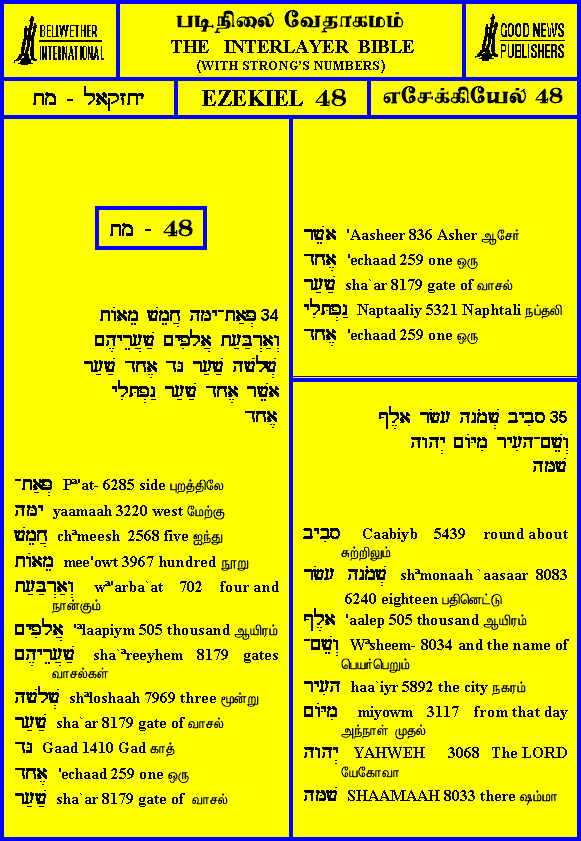 BELLWETHER
INTERNATIONAL
படிநிலை வேதாகமம்
THE INTERLAYER BIBLE
(WITH STRONG'S NUMBERS)
GOOD NEWS
PUBLISHERS
יחזקאל - מח
EZEKIEL 48
எசேக்கியேல் 48
מח - 48
34 פְּאַת־יָמָּה חֲמֵשׁ מֵאוֹת
וְאַרְבַּעַת אֲלָפִים שַׁעֲרֵיהֶם
שְׁלֹשָׁה שַׁעַר גָּד אֶחָד שַׁעַר
אָשֵׁר אֶחָד שַׁעַר נַפְתָּלִי
אֶחָד
פְּאַת־ Pª'at- 6285 side புறத்திலே
יָמָּה yaamaah 3220 west மேற்கு
חֲמֵשׁ chªmeesh 2568 five ஐந்து
מֵאוֹת mee'owt 3967 hundred நூறு
וְאַרְבַּעַת wª'arba`at 702 four and
நான்கும்
אֲלָפִים 'ªlaapiym 505 thousand ஆயிரம்
שַׁעֲרֵיהֶם sha`ªreeyhem 8179 gates
வாசல்கள்
שְׁלֹשָׁה shªloshaah 7969 three மூன்று
שַׁעַר sha`ar 8179 gate of வாசல்
גָּד Gaad 1410 Gad காத்
אֶחָד 'echaad 259 one ஒரு
שַׁעַר sha`ar 8179 gate of வாசல்
אָשֵׁר 'Aasheer 836 Asher ஆசேர்
אֶחָד 'echaad 259 one ஒரு
שַׁעַר sha`ar 8179 gate of வாசல்
נַפְתָּלִי Naptaaliy 5321 Naphtali நப்தலி
אֶחָד 'echaad 259 one ஒரு
35 סָבִיב שְׁמֹנָה עָשָׂר אָלֶף
וְשֵׁם־הָעִיר מִיּוֹם יְהוָה
שָׁמָּה
סָבִיב Caabiyb 5439 round about
சுற்றிலும்
שְׁמֹנָה עָשָׂר shªmonaah `aasaar 8083
6240 eighteen பதினெட்டு
אָלֶף 'aalep 505 thousand ஆயிரம்
וְשֵׁם־ Wªsheem- 8034 and the name of
பெயர்பெறும்
הָעִיר haa`iyr 5892 the city நகரம்
מִיּוֹם miyowm 3117 from that day
அந்நாள் முதல்
יְהוָה YAHWEH 3068 The LORD
யேகோவா
שָׁמָּה SHAAMAAH 8033 there ஷம்மா